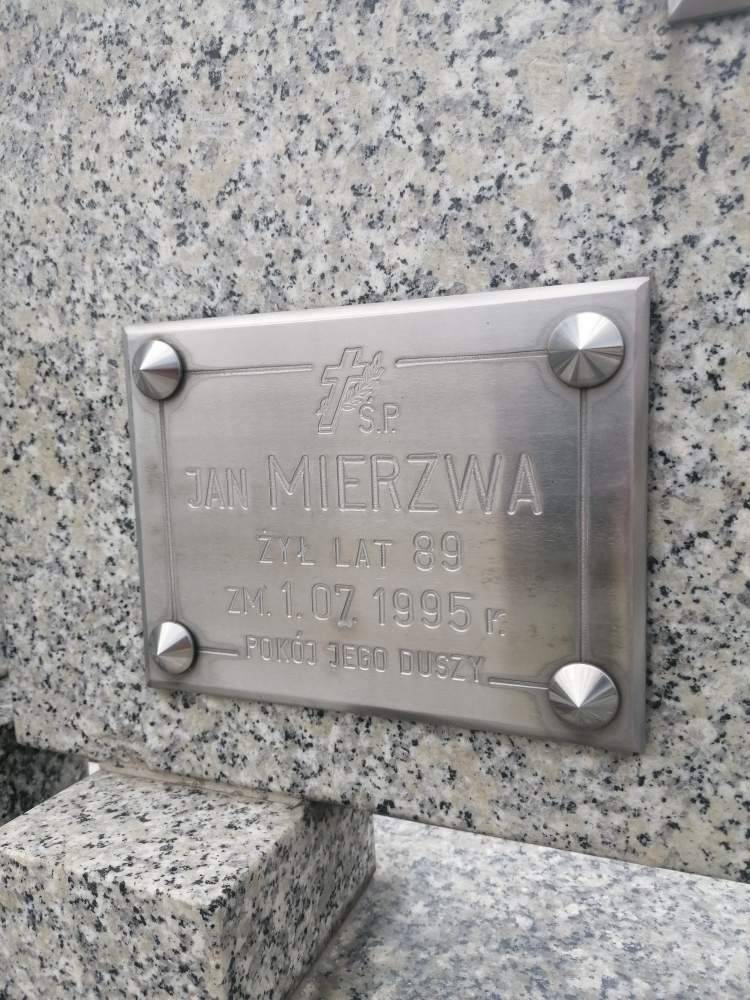 Ś.P.
JAN MIERZWA
ŻYŁ LAT 89
ZM. 1.07. 1995 r.
POKÓJ JEGO DUSZY